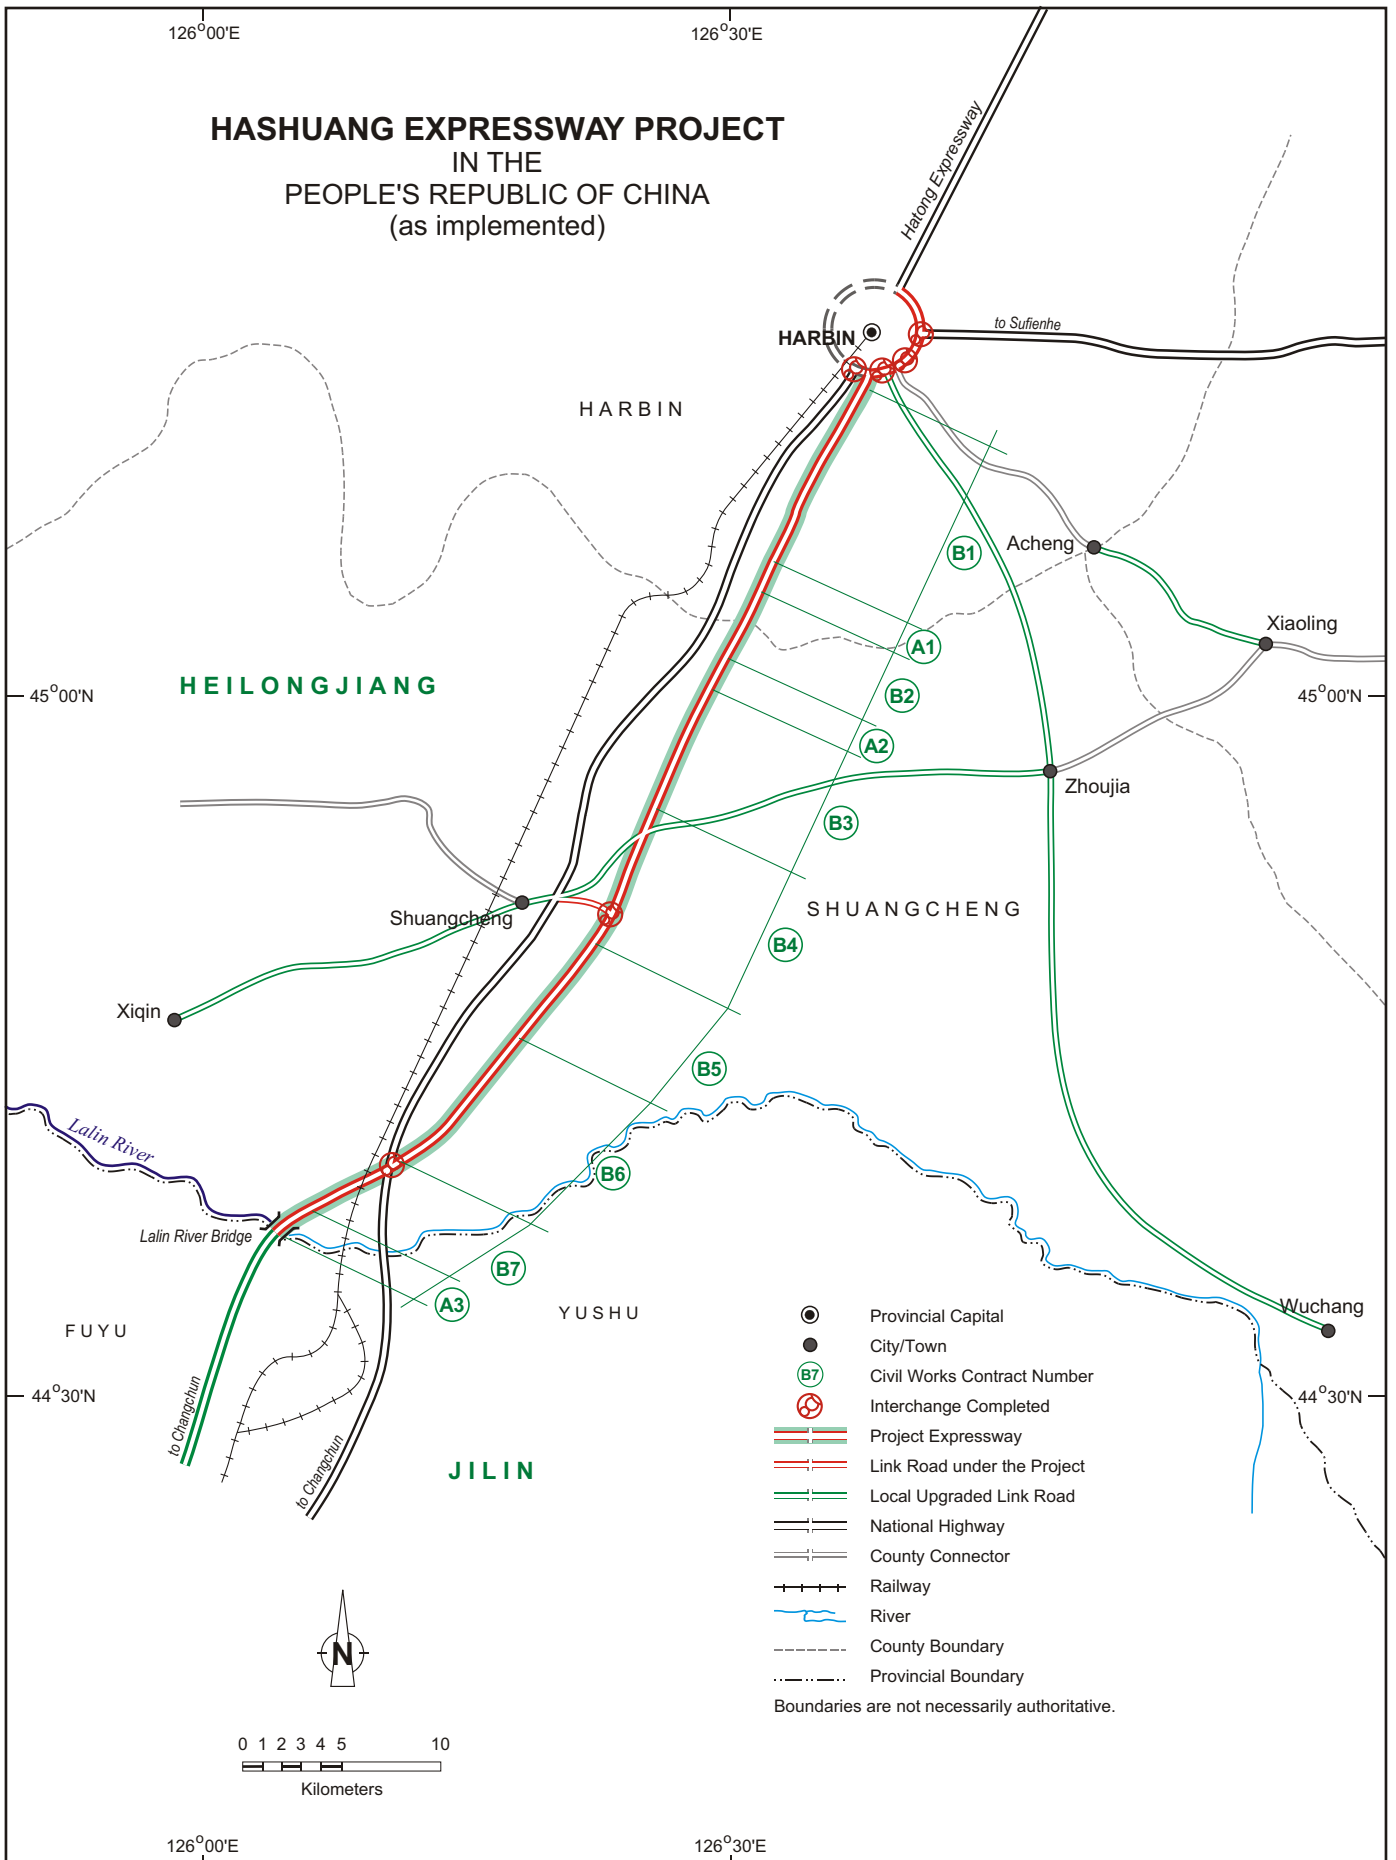 126°00'E
126°30'E
HASHUANG EXPRESSWAY PROJECT
IN THE
PEOPLE'S REPUBLIC OF CHINA
(as implemented)
Hatong Expressway
to Sufienhe
HARBIN
HARBIN
B1
Acheng
Xiaoling
A1
HEILONGJIANG
45°00'N
B2
45°00'N
A2
Zhoujia
B3
Shuangcheng
SHUANGCHENG
B4
Xiqin
B5
Lalin River
B6
Lalin River Bridge
B7
A3
FUYU
YUSHU
Wuchang
44°30'N
44°30'N
to Changchun
to Changchun
JILIN
Provincial Capital
City/Town
B7
Civil Works Contract Number
Interchange Completed
Project Expressway
Link Road under the Project
Local Upgraded Link Road
National Highway
County Connector
Railway
River
County Boundary
Provincial Boundary
Boundaries are not necessarily authoritative.
N
0 1 2 3 4 5 10
Kilometers
126°00'E
126°30'E